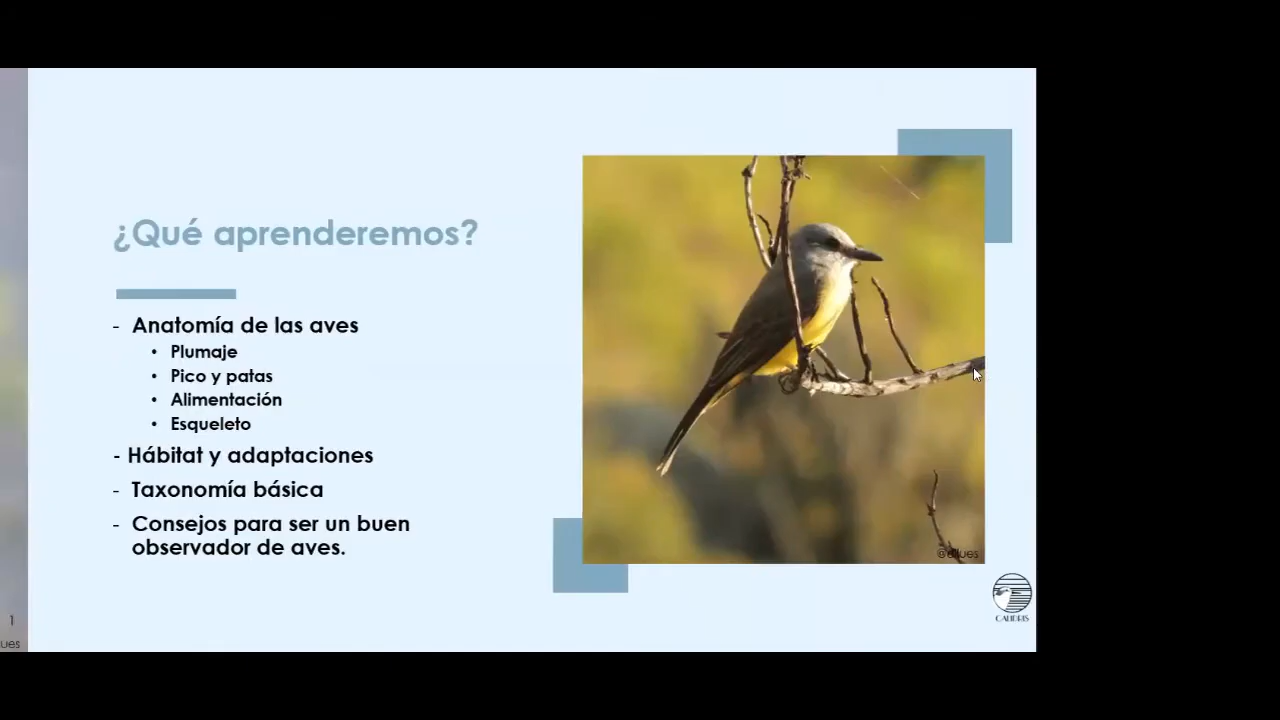 ¿Qué aprenderemos?
- Anatomía de las aves
• Plumaje
• Pico y patas
• Alimentación
• Esqueleto
- Hábitat y adaptaciones
- Taxonomía básica
- Consejos para ser un buen
observador de aves.
CALIDRIS
1